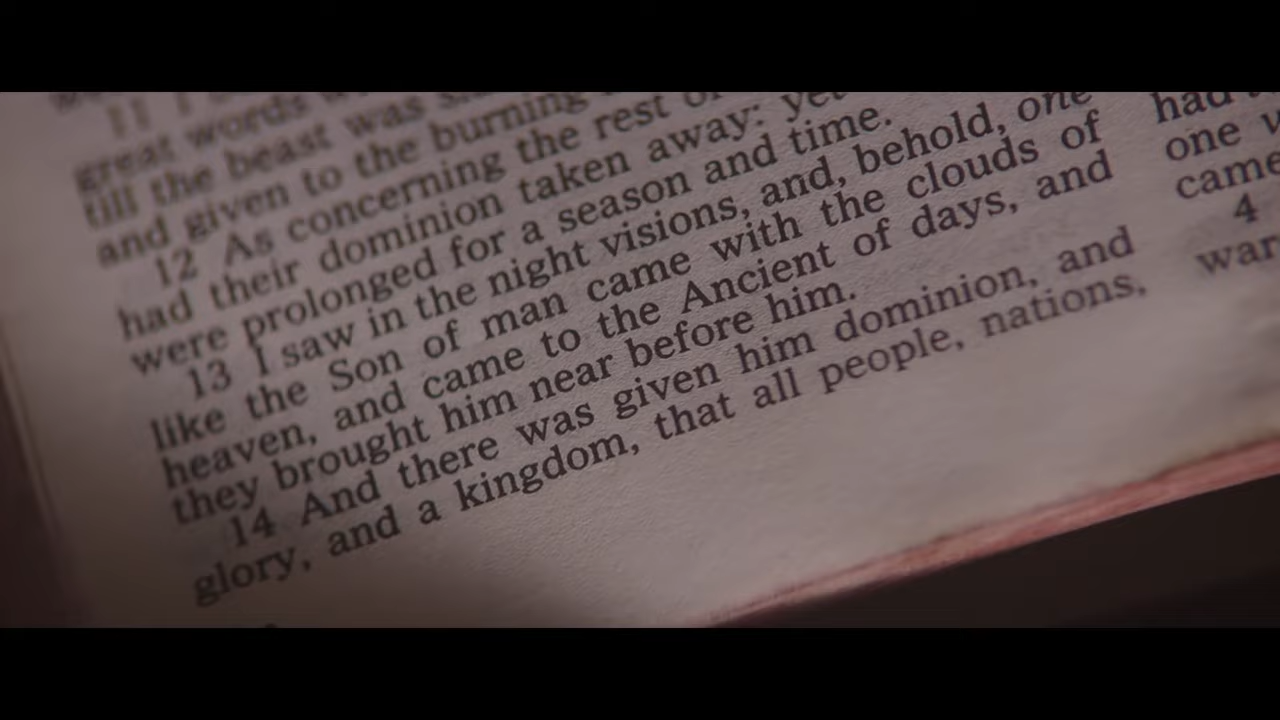 11 I
great words
till the beast was
and given to the burning
12 As concerning the rest of
had their dominion taken away: yet
were prolonged for a season and time.
13 I saw in the night visions, and, behold, one
like the Son of man came with the clouds of
heaven, and came to the Ancient of days, and
they brought him near before him.
14 And there was given him dominion, and
glory, and a kingdom, that all people, nations,
had
one
came
4
war